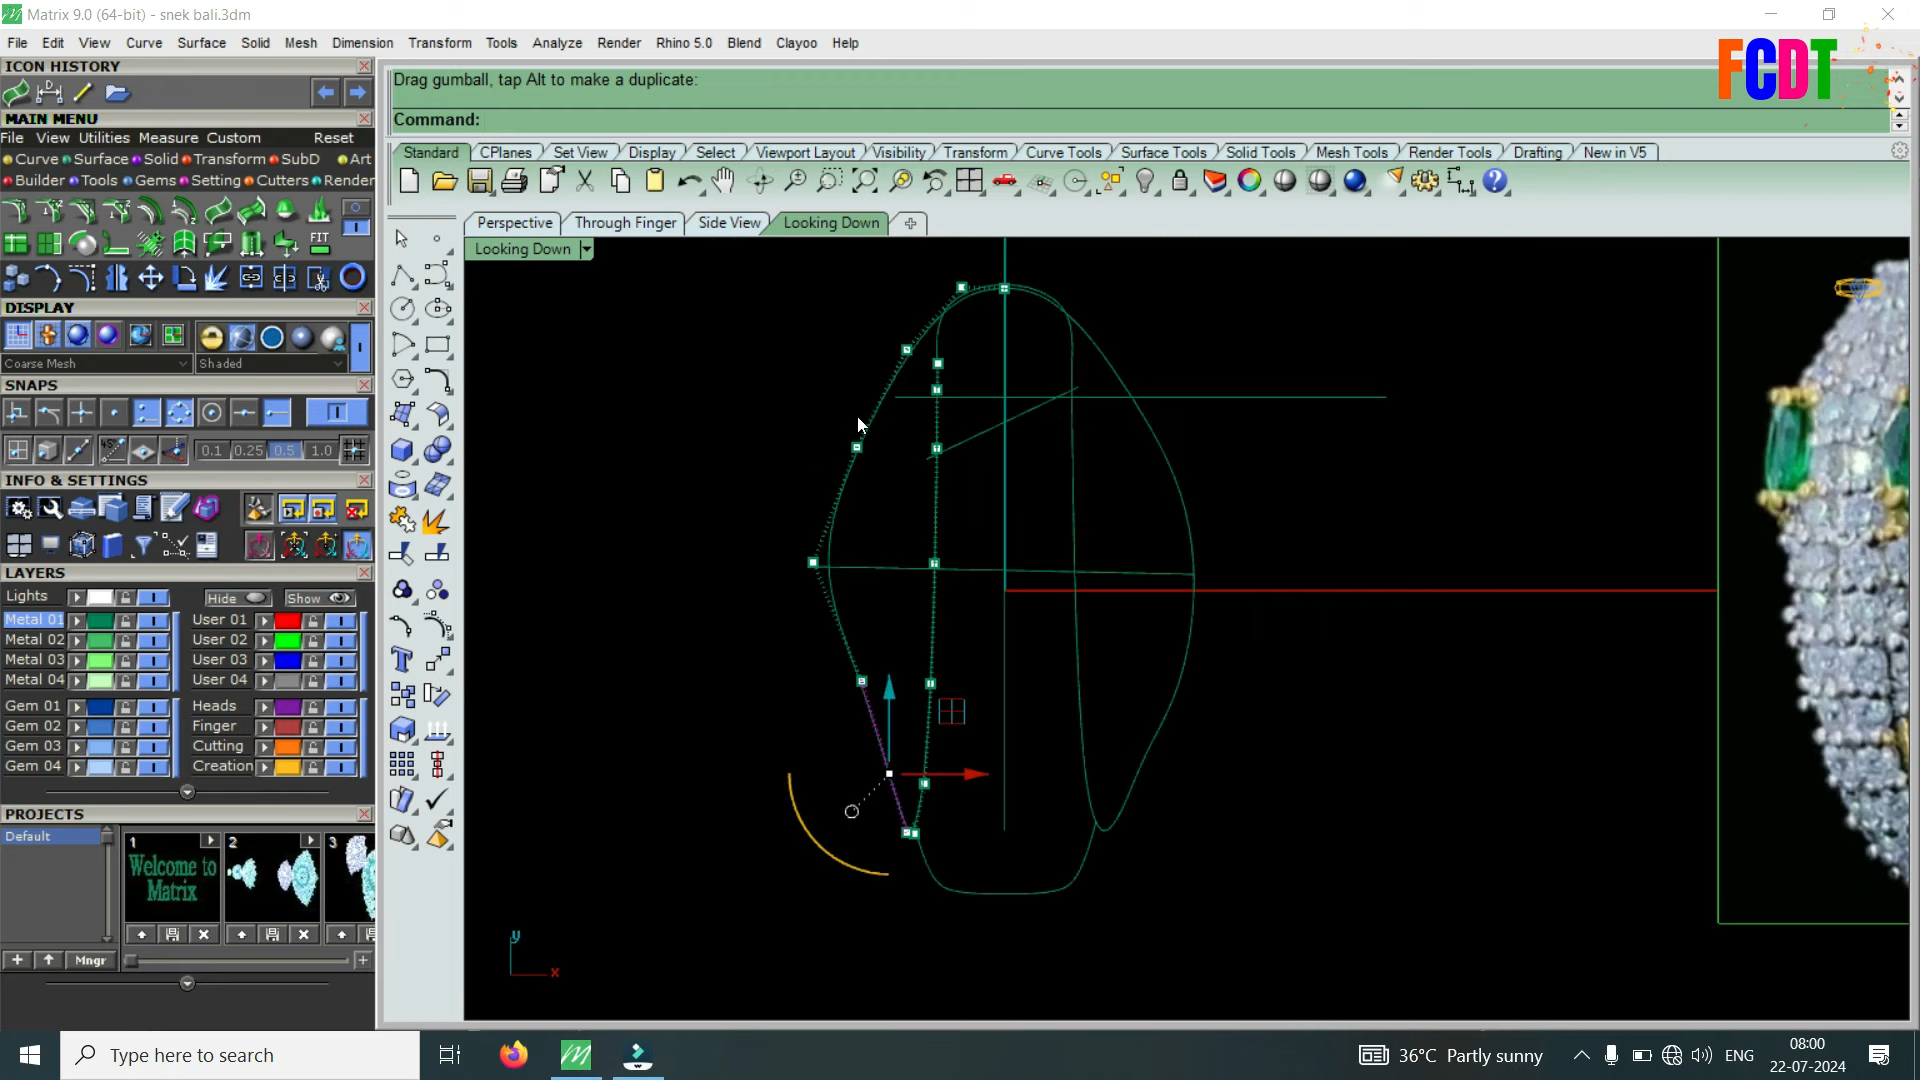 Matrix 9.0 (64-bit) - snek bali.3dm
File Edit View Curve Surface Solid Mesh Dimension Transform Tools Analyze Render Rhino 5.0 Blend Clayoo Help
FCDT
ICON HISTORY
Drag gumball, tap Alt to make a duplicate:
Command:
MAIN MENU
File View Utilities Measure Custom Reset
Curve Surface Solid Transform SubD Art
Builder Tools Gems Setting Cutters Render
Standard CPlanes Set View Display Select Viewport Layout Visibility Transform Curve Tools Surface Tools Solid Tools Mesh Tools Render Tools Drafting New in V5
Perspective Through Finger Side View Looking Down
Looking Down
FIT
DISPLAY
Coarse Mesh Shaded
SNAPS
0.1 0.25 0.5 1.0
INFO & SETTINGS
LAYERS
Lights Hide Show
Metal 01 User 01
Metal 02 User 02
Metal 03 User 03
Metal 04 User 04
Gem 01 Heads
Gem 02 Finger
Gem 03 Cutting
Gem 04 Creation
PROJECTS
Default
1 2 3
Welcome to
Matrix
Mngr
y
x
Type here to search
36°C Partly sunny
ENG
08:00
22-07-2024